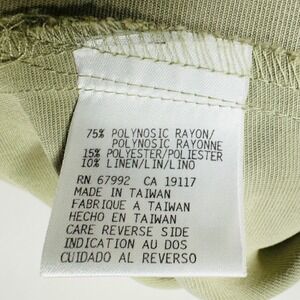 75% POLYNOSIC RAYON/
POLYNOSIC RAYONNE
15% POLYESTER/POLIESTER
10% LINEN/LIN/LINO
RN 67992 CA 19117
MADE IN TAIWAN
FABRIQUE A TAIWAN
HECHO EN TAIWAN
CARE REVERSE SIDE
INDICATION AU DOS
CUIDADO AL REVERSO